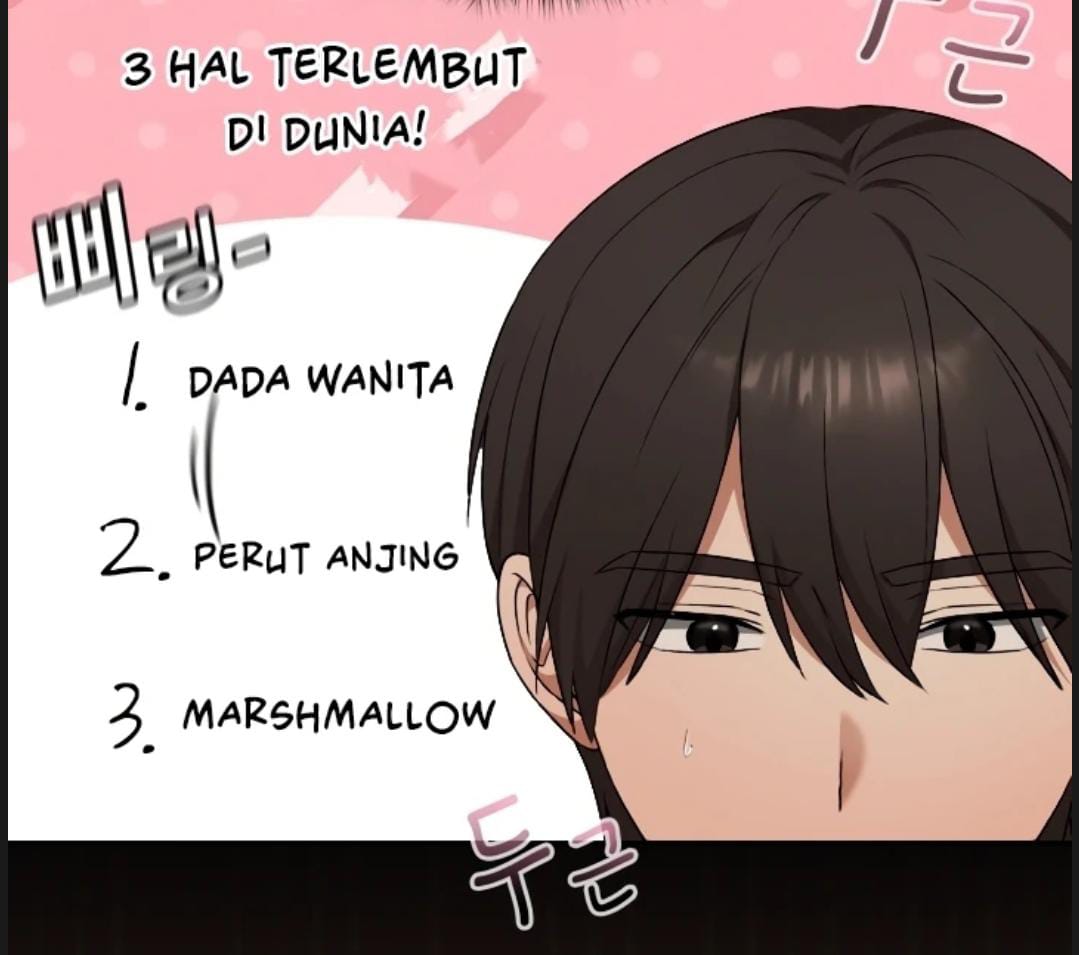 두근
3 HAL TERLEMBUT
DI DUNIA!
삐링-
1. DADA WANITA
2. PERUT ANJING
3. MARSHMALLOW
두근